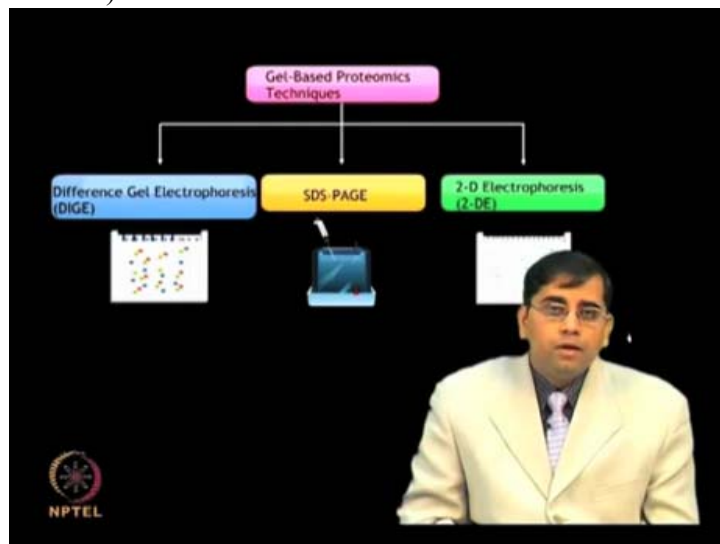 )
Gel-Based Proteomics
Techniques
Difference Gel Electrophoresis
(DIGE)
SDS-PAGE
2-D Electrophoresis
(2-DE)
NPTEL